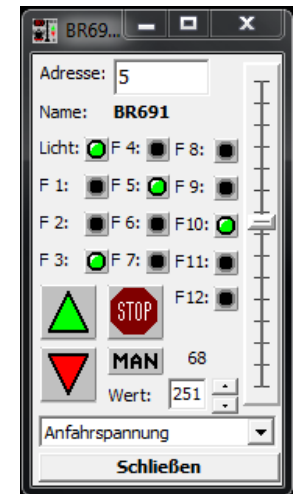 BR69...
Adresse: 5
Name: BR691
Licht: F 4: F 8:
F 1: F 5: F 9:
F 2: F 6: F10:
F 3: F 7: F11:
STOP F12:
MAN 68
Wert: 251
Anfahrspannung
Schließen